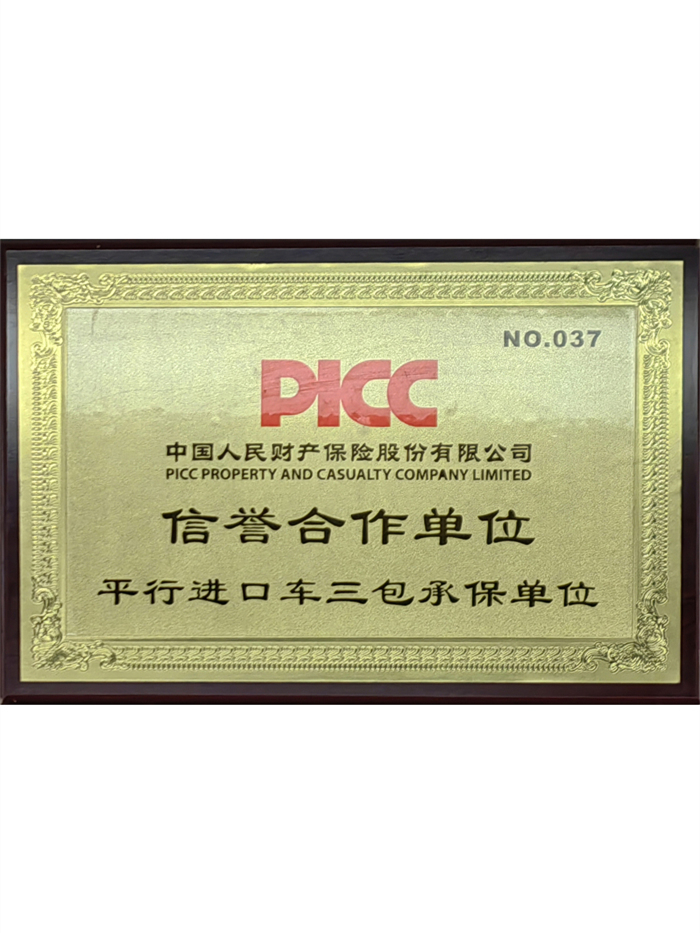 NO.037
PICC
中国人民财产保险股份有限公司
PICC PROPERTY AND CASUALTY COMPANY LIMITED
信誉合作单位
平行进口车三包承保单位